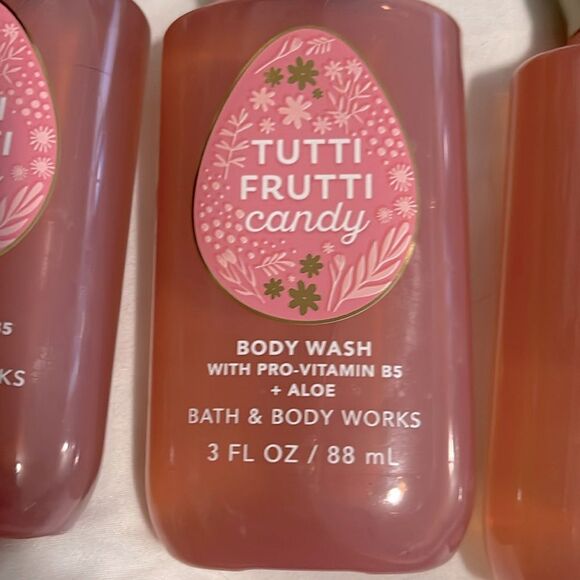 TUTTI
FRUTTI
candy
BODY WASH
WITH PRO-VITAMIN B5
+ ALOE
BATH & BODY WORKS
3 FL OZ / 88 mL